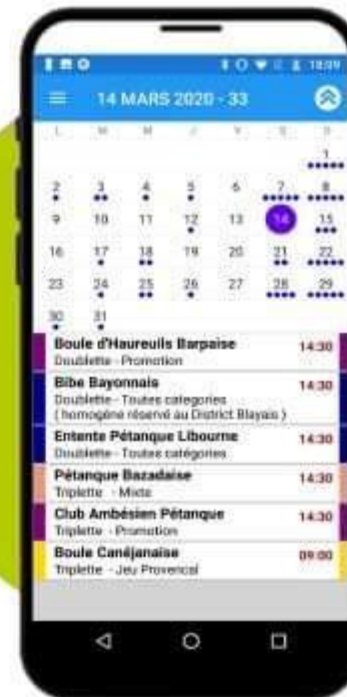 18:09
14 MARS 2020 - 33
L M M J V S D
1
2 3 4 5 6 7 8
9 10 11 12 13 14 15
16 17 18 19 20 21 22
23 24 25 26 27 28 29
30 31
Boule d'Haureuils Barpaise 14:30
Doublette - Promotion
Bibe Bayonnais 14:30
Doublette - Toutes categories
( homogène réservé au District Blayais )
Entente Pétanque Libourne 14:30
Doublette - Toutes catégories
Pétanque Bazadaise 14:30
Triplette - Mixte
Club Ambésien Pétanque 14:30
Triplette - Promotion
Boule Canéjanaise 09:00
Triplette - Jeu Provencal